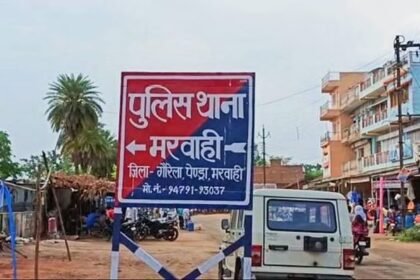 पुलिस थाना
मरवाही
जिला- गौरेला, पेण्ड्रा, मरवाही
मो. नं.- 94791-93037